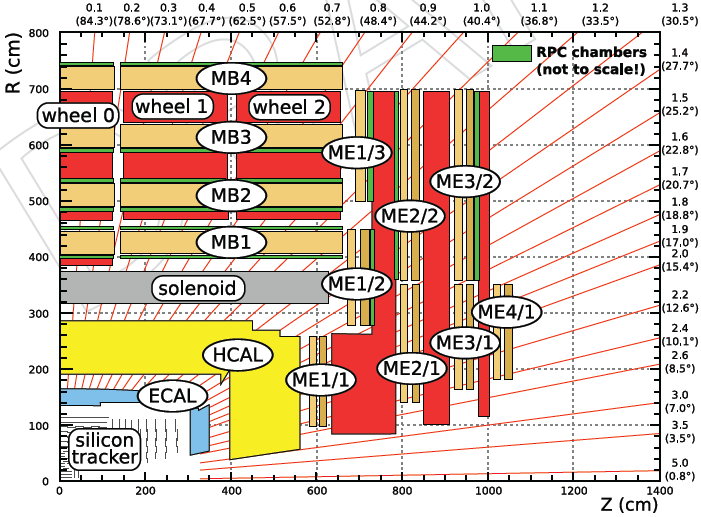 0.1 0.2 0.3 0.4 0.5 0.6 0.7 0.8 0.9 1.0 1.1 1.2 1.3
(84.3°) (78.6°) (73.1°) (67.7°) (62.5°) (57.5°) (52.8°) (48.4°) (44.2°) (40.4°) (36.8°) (33.5°) (30.5°)
R (cm)
800
700
600
500
400
300
200
100
0
RPC chambers
(not to scale!)
MB4
wheel 0
wheel 1
wheel 2
MB3
ME1/3
ME3/2
MB2
ME2/2
MB1
solenoid
ME1/2
ME4/1
HCAL
ME3/1
ME1/1
ME2/1
ECAL
silicon
tracker
1.4
(27.7°)
1.5
(25.2°)
1.6
(22.8°)
1.7
(20.7°)
1.8
(18.8°)
1.9
(17.0°)
2.0
(15.4°)
2.2
(12.6°)
2.4
(10.1°)
2.6
(8.5°)
3.0
(7.0°)
3.5
(3.5°)
5.0
(0.8°)
0 200 400 600 800 1000 1200 1400
Z (cm)